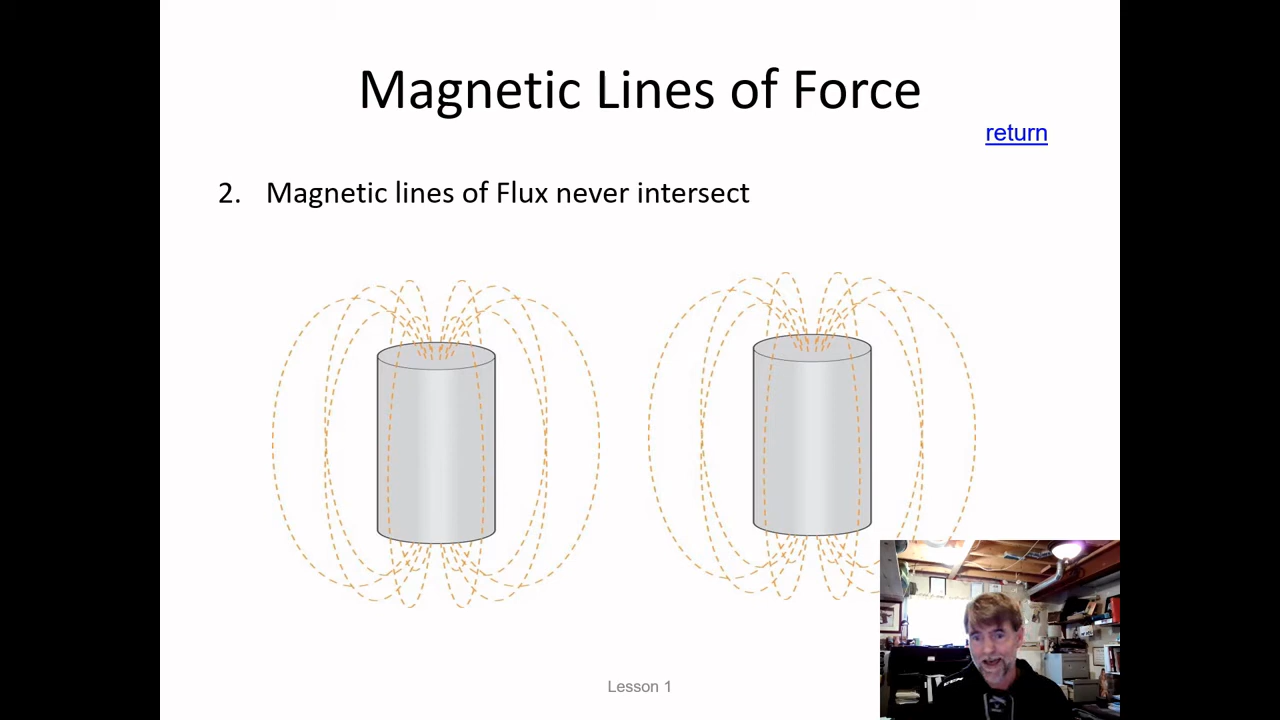 Magnetic Lines of Force
return
2. Magnetic lines of Flux never intersect
Lesson 1